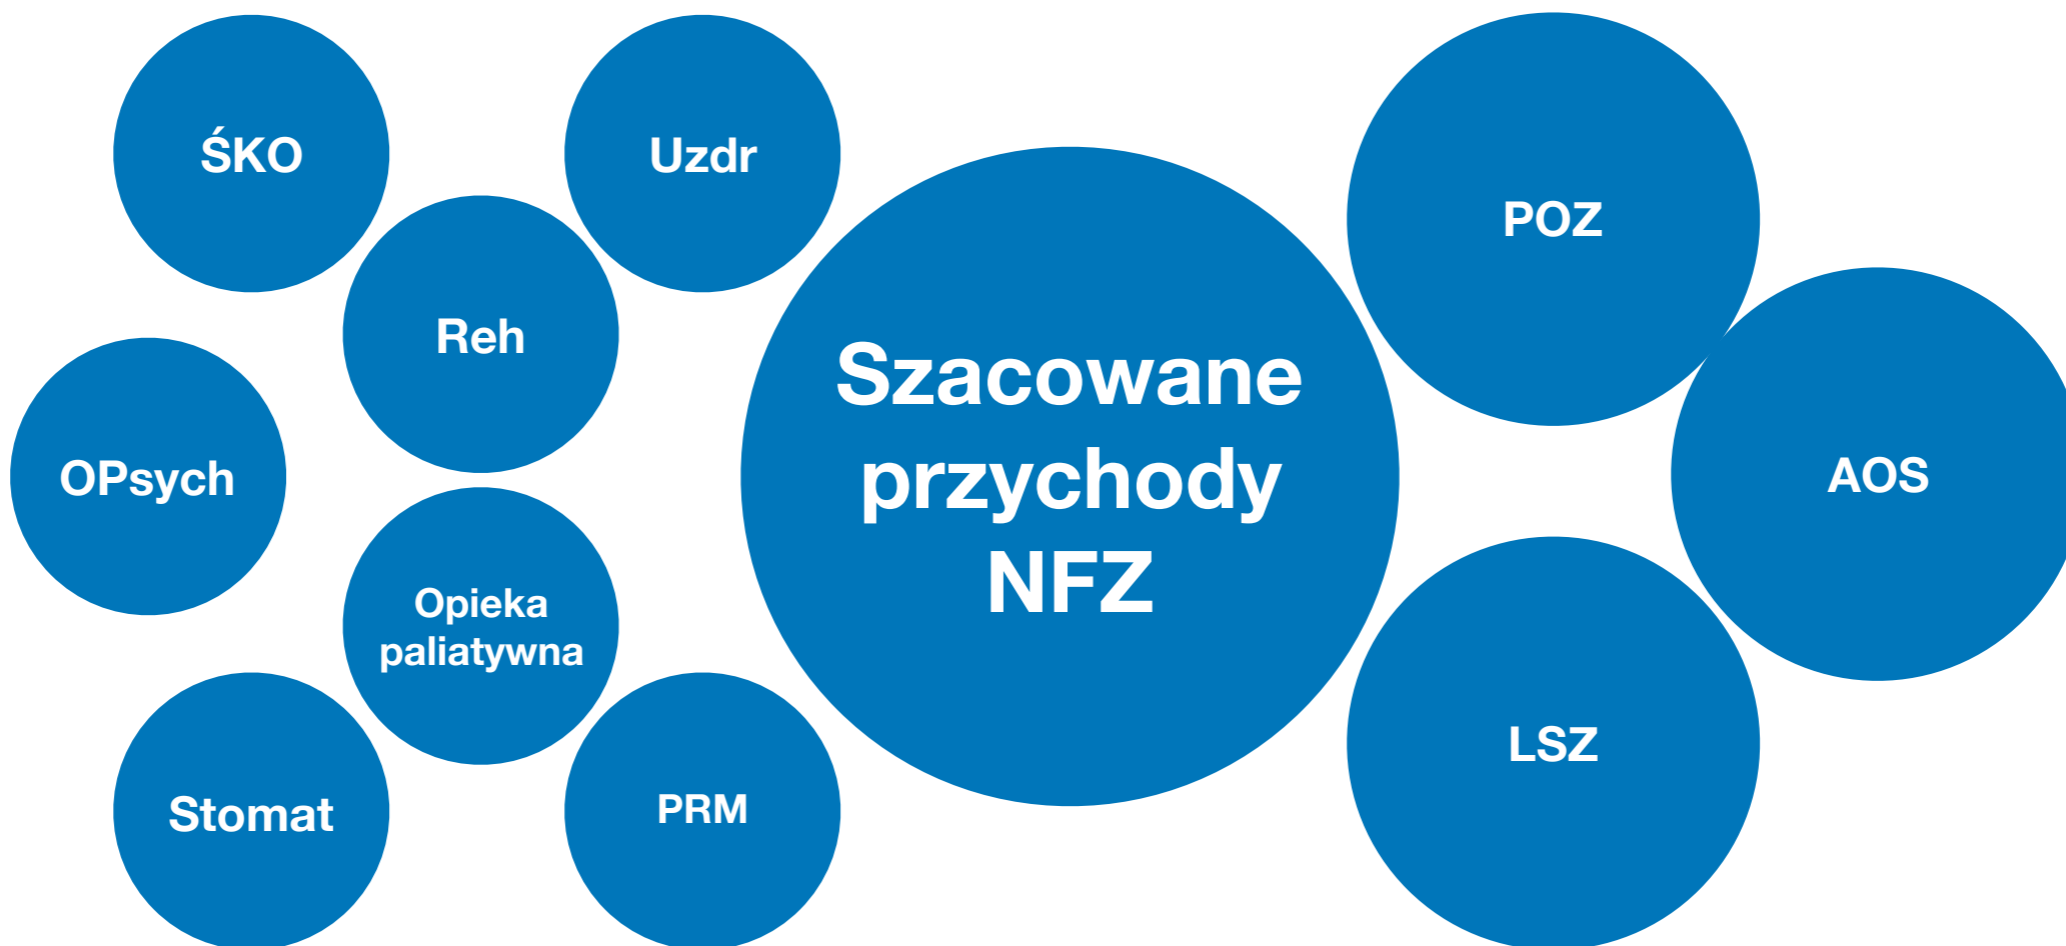 ŚKO
Uzdr
Reh
OPsych
Opieka
paliatywna
Stomat
PRM
Szacowane
przychody
NFZ
POZ
AOS
LSZ